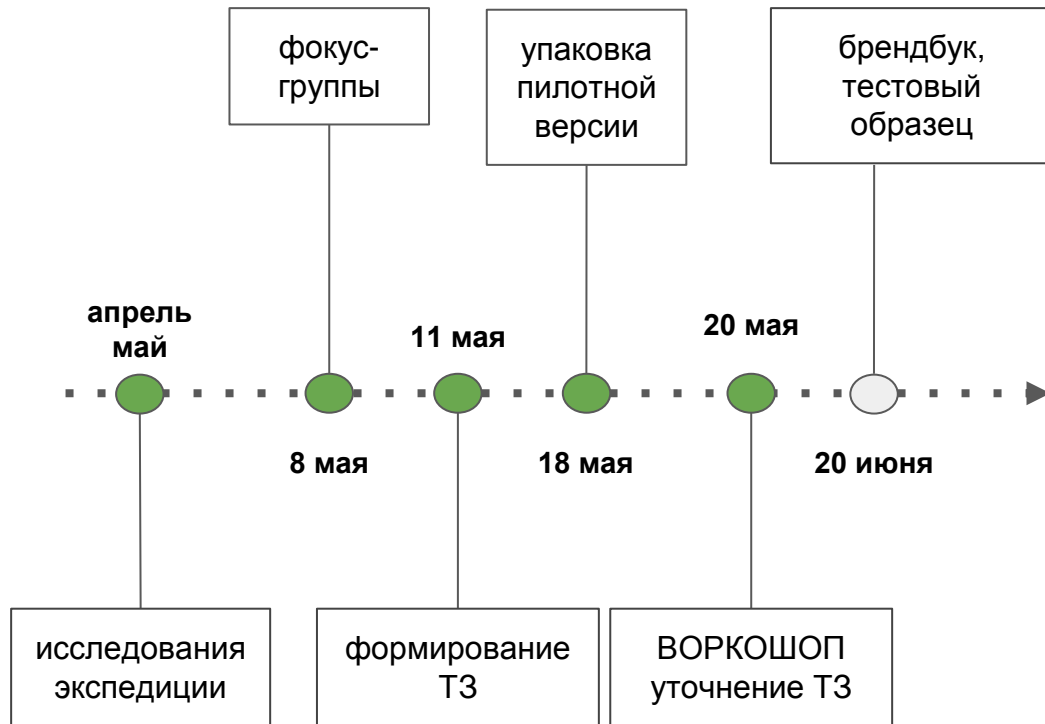 фокус-
группы
упаковка
пилотной
версии
брендбук,
тестовый
образец
апрель
май
11 мая
20 мая
8 мая
18 мая
20 июня
исследования
экспедиции
формирование
ТЗ
ВОРКОШОП
уточнение ТЗ